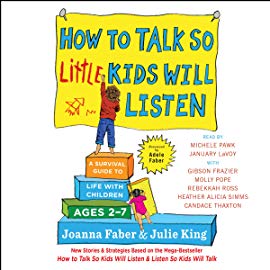 HOW TO TALK SO
LITTLE KIDS WILL
LISTEN
A SURVIVAL
GUIDE TO
LIFE WITH
CHILDREN
AGES 2–7
Foreword by
Adele
Faber
READ BY
MICHELE PAWK
JANUARY LAVOY
WITH
GIBSON FRAZIER
MOLLY POPE
REBEKKAH ROSS
HEATHER ALICIA SIMMS
CANDACE THAXTON
Joanna Faber & Julie King
New Stories & Strategies Based on the Mega-Bestseller
How to Talk So Kids Will Listen & Listen So Kids Will Talk